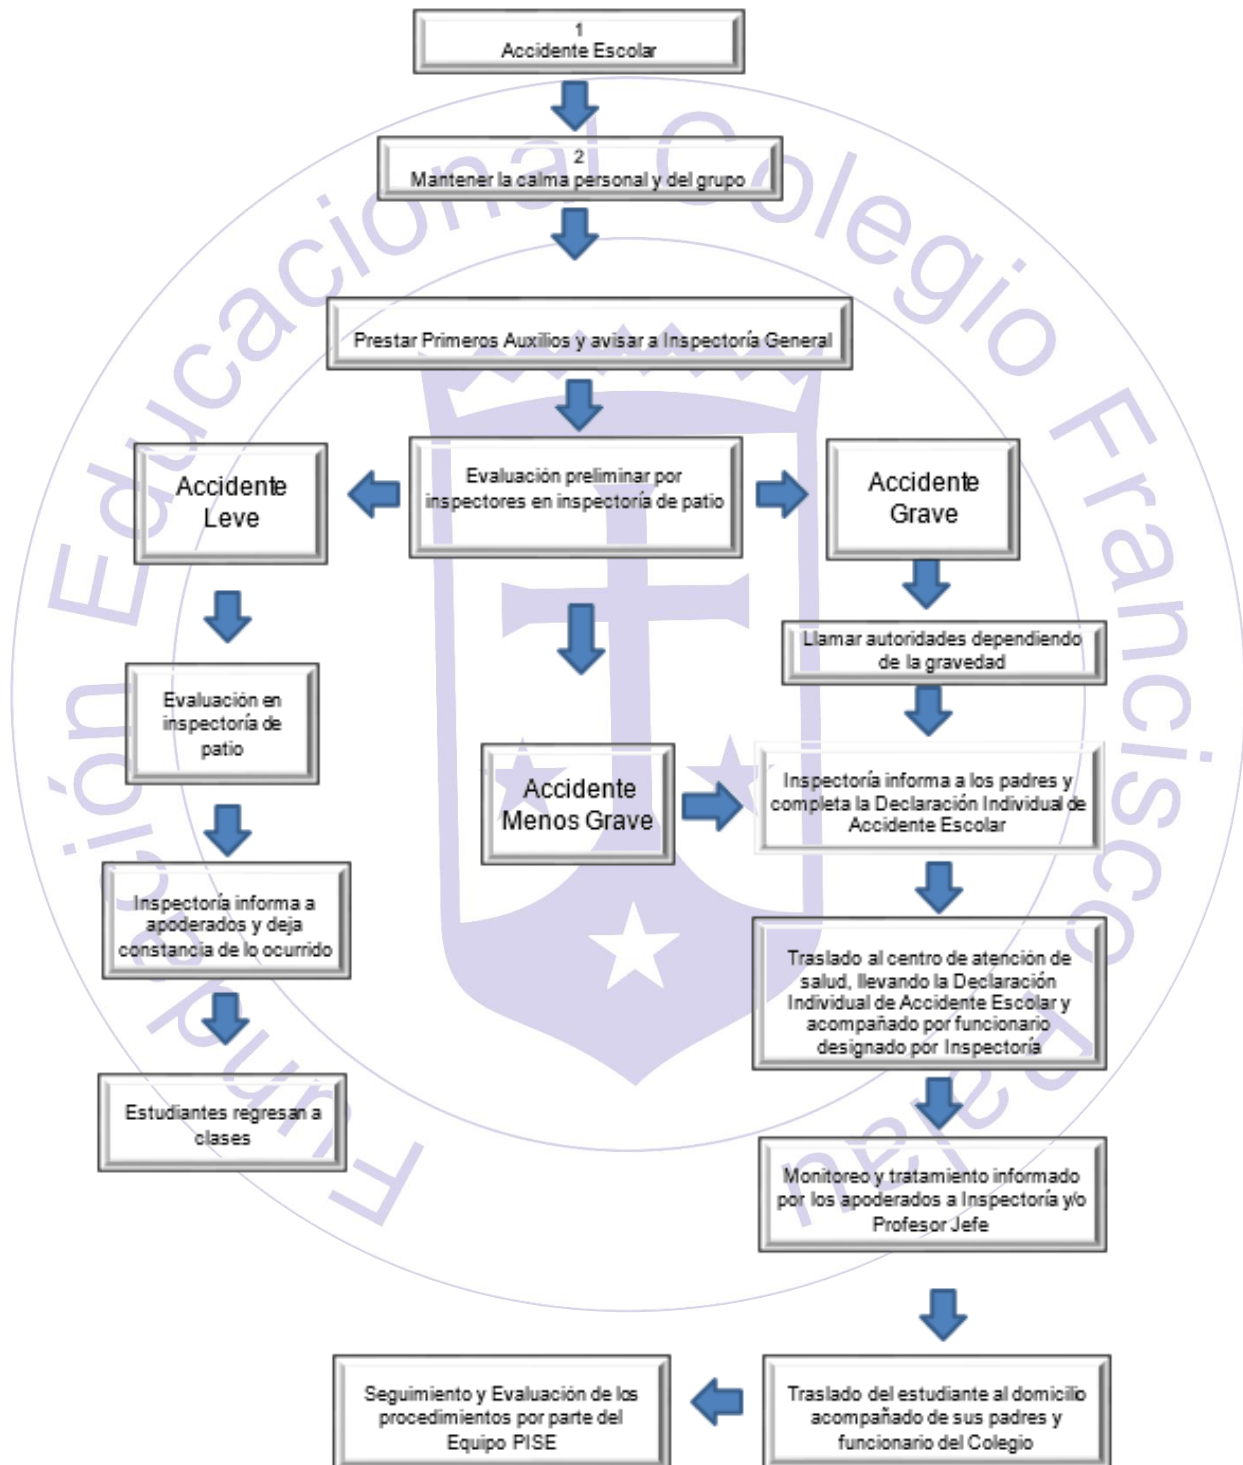 1
Accidente Escolar
2
Mantener la calma personal y del grupo
Prestar Primeros Auxilios y avisar a Inspectoría General
Evaluación preliminar por
inspectores en inspectoría de patio
Accidente
Leve
Accidente
Grave
Evaluación en
inspectoría de
patio
Inspectoría informa a
apoderados y deja
constancia de lo ocurrido
Estudiantes regresan a
clases
Accidente
Menos Grave
Llamar autoridades dependiendo
de la gravedad
Inspectoría informa a los padres y
completa la Declaración Individual de
Accidente Escolar
Traslado al centro de atención de
salud, llevando la Declaración
Individual de Accidente Escolar y
acompañado por funcionario
designado por Inspectoría
Monitoreo y tratamiento informado
por los apoderados a Inspectoría y/o
Profesor Jefe
Traslado del estudiante al domicilio
acompañado de sus padres y
funcionario del Colegio
Seguimiento y Evaluación de los
procedimientos por parte del
Equipo PISE
Fundación Educacional Colegio Francisco Palau